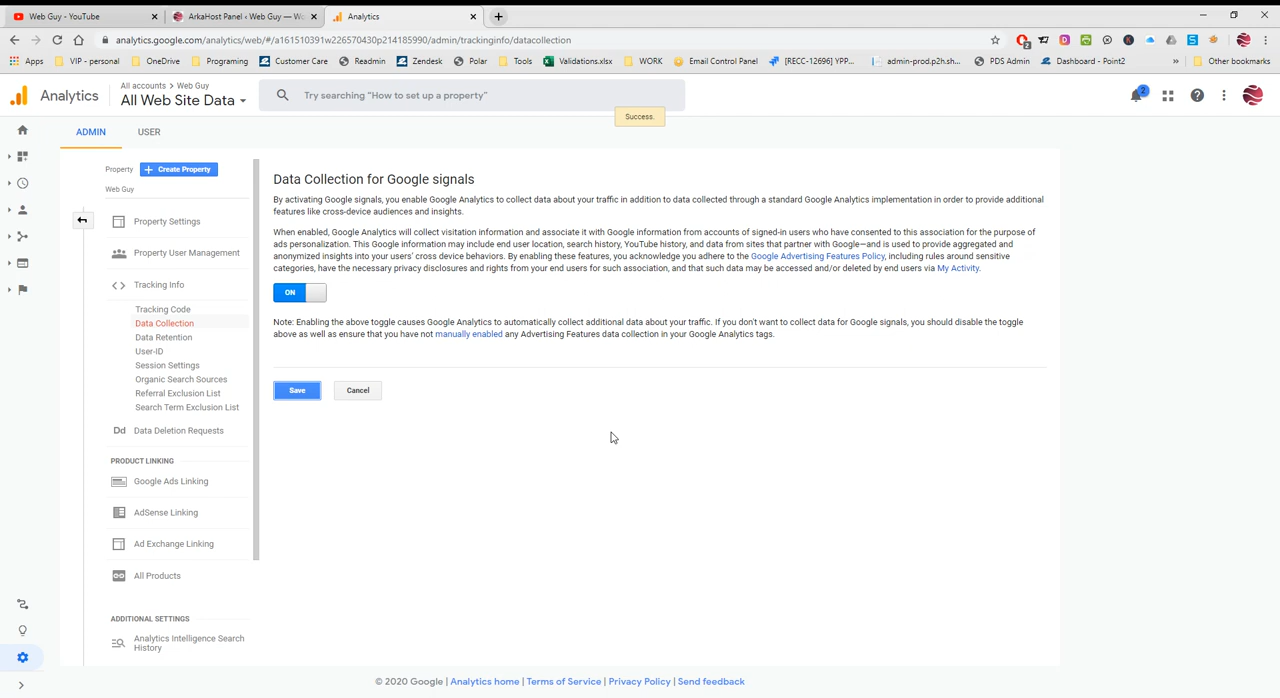 Web Guy - YouTube
ArkaHost Panel ‹ Web Guy — Wo
Analytics
analytics.google.com/analytics/web/#/a161510391w226570430p214185990/admin/trackinginfo/datacollection
Apps
VIP - personal
OneDrive
Programing
Customer Care
Readmin
Zendesk
Polar
Tools
Validations.xlsx
WORK
Email Control Panel
[RECC-12696] YPP...
admin-prod.p2h.sh...
PDS Admin
Dashboard - Point2
»
Other bookmarks
Analytics
All accounts > Web Guy
All Web Site Data
Try searching "How to set up a property"
2
Success.
ADMIN
USER
Property
+ Create Property
Web Guy
Property Settings
Property User Management
Tracking Info
Tracking Code
Data Collection
Data Retention
User-ID
Session Settings
Organic Search Sources
Referral Exclusion List
Search Term Exclusion List
Dd Data Deletion Requests
PRODUCT LINKING
Google Ads Linking
AdSense Linking
Ad Exchange Linking
All Products
ADDITIONAL SETTINGS
Analytics Intelligence Search
History
Data Collection for Google signals
By activating Google signals, you enable Google Analytics to collect data about your traffic in addition to data collected through a standard Google Analytics implementation in order to provide additional
features like cross-device audiences and insights.
When enabled, Google Analytics will collect visitation information and associate it with Google information from accounts of signed-in users who have consented to this association for the purpose of
ads personalization. This Google information may include end user location, search history, YouTube history, and data from sites that partner with Google—and is used to provide aggregated and
anonymized insights into your users' cross device behaviors. By enabling these features, you acknowledge you adhere to the Google Advertising Features Policy, including rules around sensitive
categories, have the necessary privacy disclosures and rights from your end users for such association, and that such data may be accessed and/or deleted by end users via My Activity.
ON
Note: Enabling the above toggle causes Google Analytics to automatically collect additional data about your traffic. If you don't want to collect data for Google signals, you should disable the toggle
above as well as ensure that you have not manually enabled any Advertising Features data collection in your Google Analytics tags.
Save
Cancel
© 2020 Google | Analytics home | Terms of Service | Privacy Policy | Send feedback